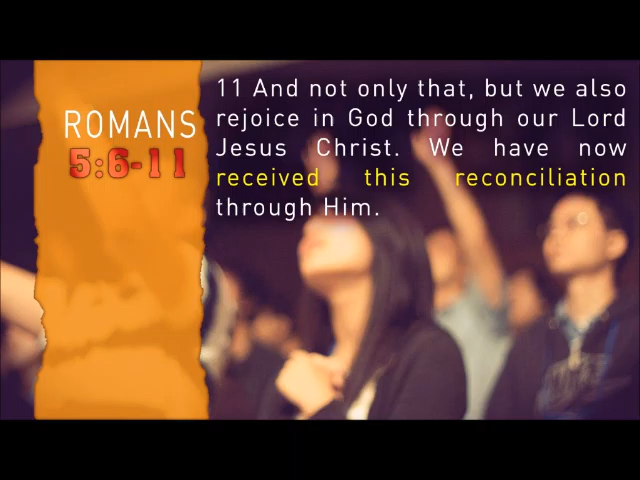 ROMANS
5:6-11
11 And not only that, but we also
rejoice in God through our Lord
Jesus Christ. We have now
received this reconciliation
through Him.